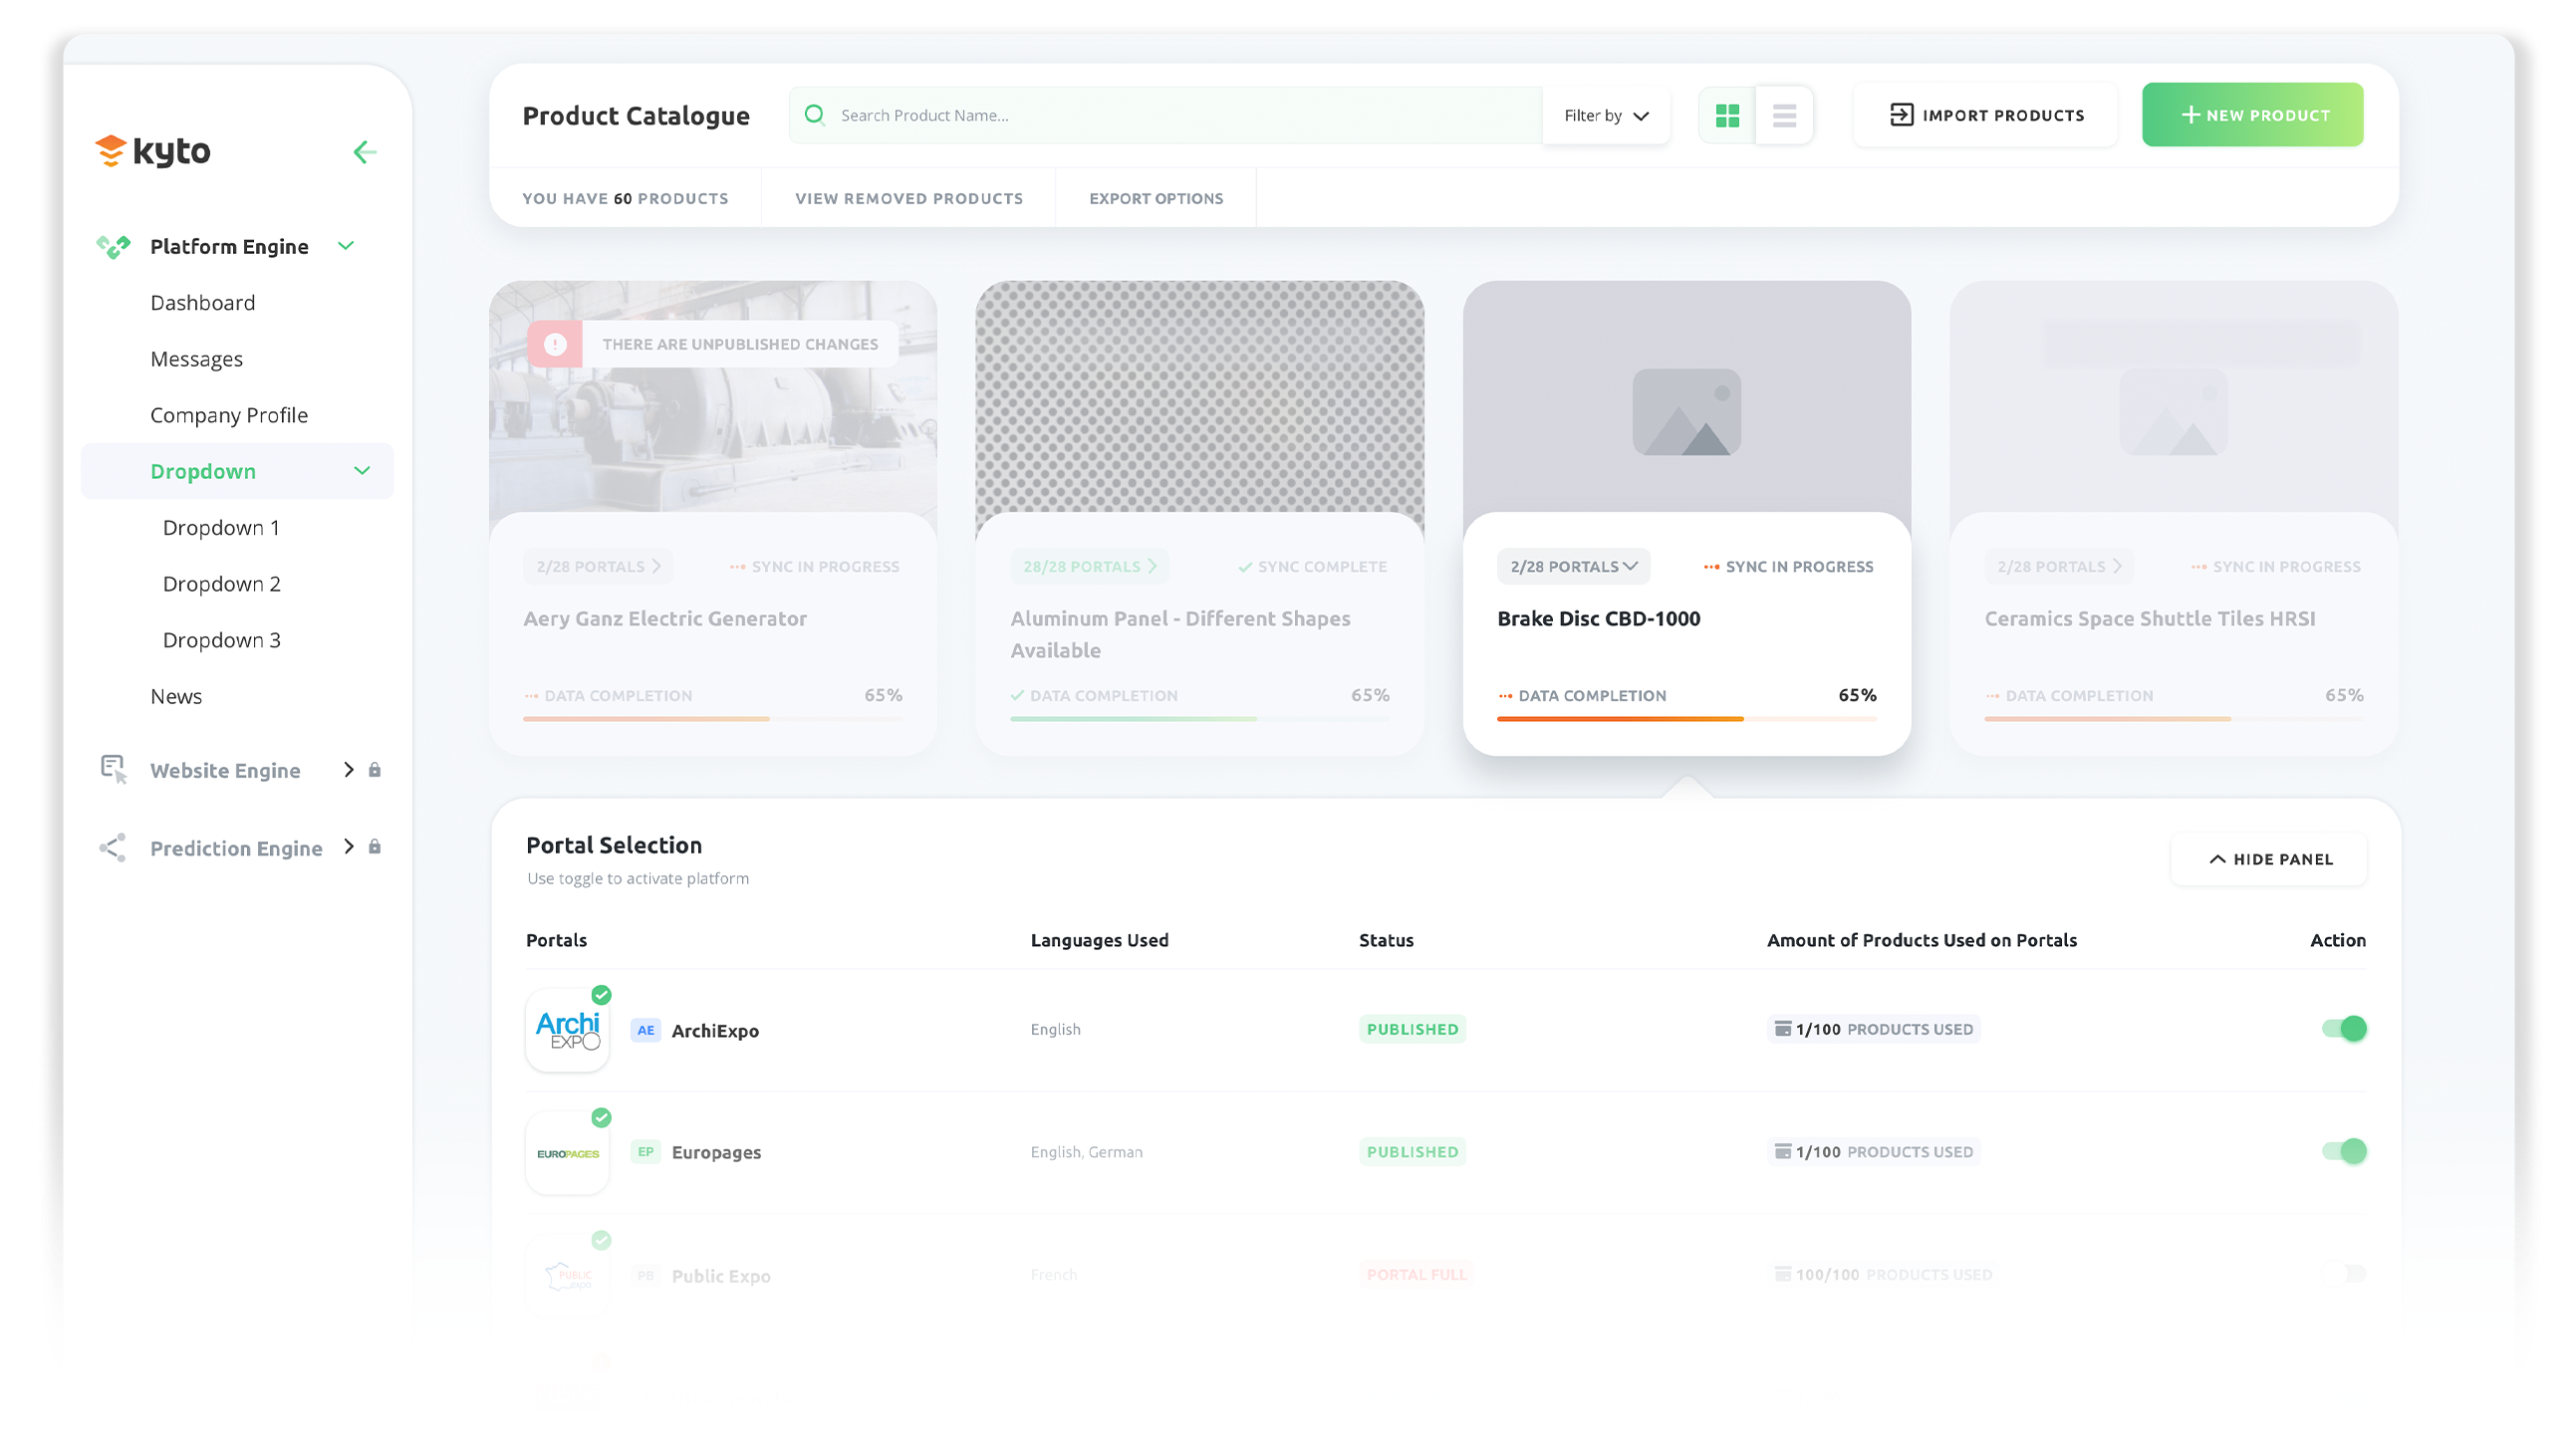 kyto
Platform Engine
Dashboard
Messages
Company Profile
Dropdown
Dropdown 1
Dropdown 2
Dropdown 3
News
Website Engine
Prediction Engine
Product Catalogue
Search Product Name...
Filter by
IMPORT PRODUCTS
NEW PRODUCT
YOU HAVE 60 PRODUCTS
VIEW REMOVED PRODUCTS
EXPORT OPTIONS
THERE ARE UNPUBLISHED CHANGES
2/28 PORTALS
SYNC IN PROGRESS
Aery Ganz Electric Generator
DATA COMPLETION
65%
28/28 PORTALS
SYNC COMPLETE
Aluminum Panel - Different Shapes
Available
DATA COMPLETION
65%
2/28 PORTALS
SYNC IN PROGRESS
Brake Disc CBD-1000
DATA COMPLETION
65%
2/28 PORTALS
SYNC IN PROGRESS
Ceramics Space Shuttle Tiles HRSI
DATA COMPLETION
65%
Portal Selection
Use toggle to activate platform
HIDE PANEL
Portals
Languages Used
Status
Amount of Products Used on Portals
Action
Archi
EXPO
AE
ArchiExpo
English
PUBLISHED
1/100 PRODUCTS USED
EUROPAGES
EP
Europages
English, German
PUBLISHED
1/100 PRODUCTS USED
PUBLIC
expo
PB
Public Expo
French
PORTAL FULL
100/100 PRODUCTS USED